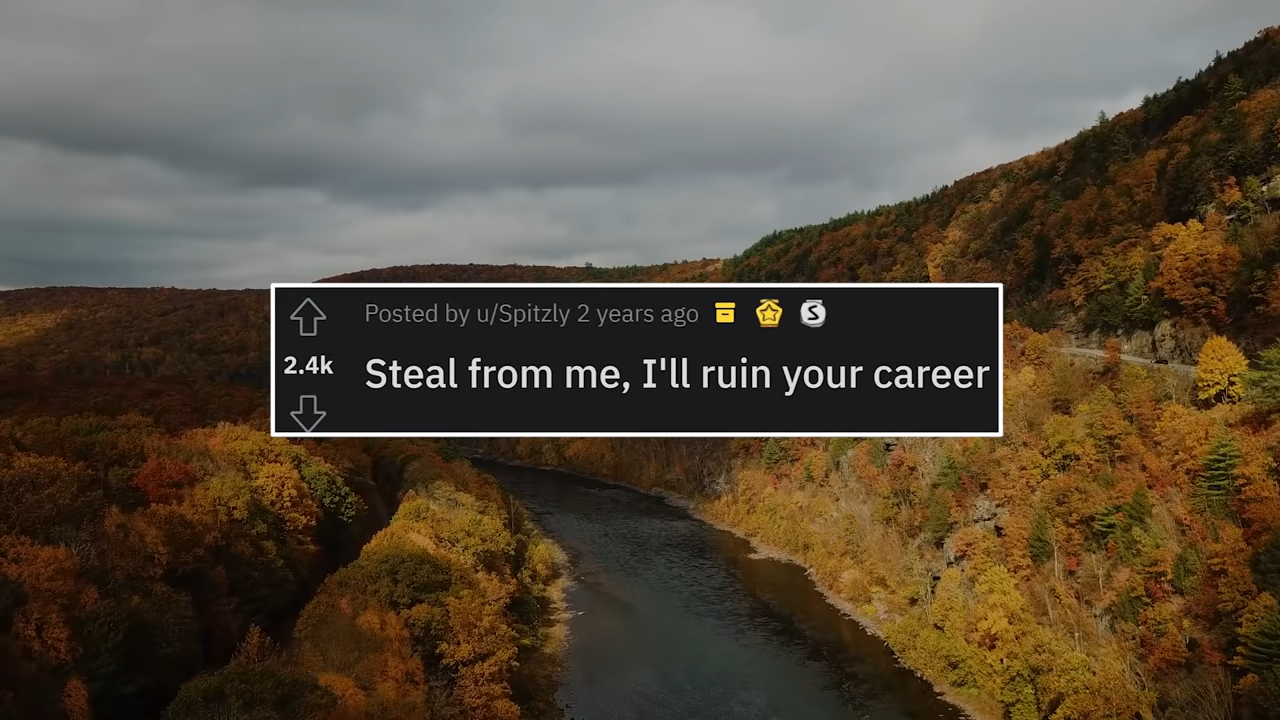 Posted by u/Spitzly 2 years ago
2.4k
Steal from me, I'll ruin your career